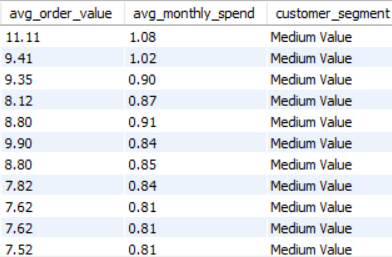 avg_order_value avg_monthly_spend customer_segment
11.11 1.08 Medium Value
9.41 1.02 Medium Value
9.35 0.90 Medium Value
8.12 0.87 Medium Value
8.80 0.91 Medium Value
9.90 0.84 Medium Value
8.80 0.85 Medium Value
7.82 0.84 Medium Value
7.62 0.81 Medium Value
7.62 0.81 Medium Value
7.52 0.81 Medium Value